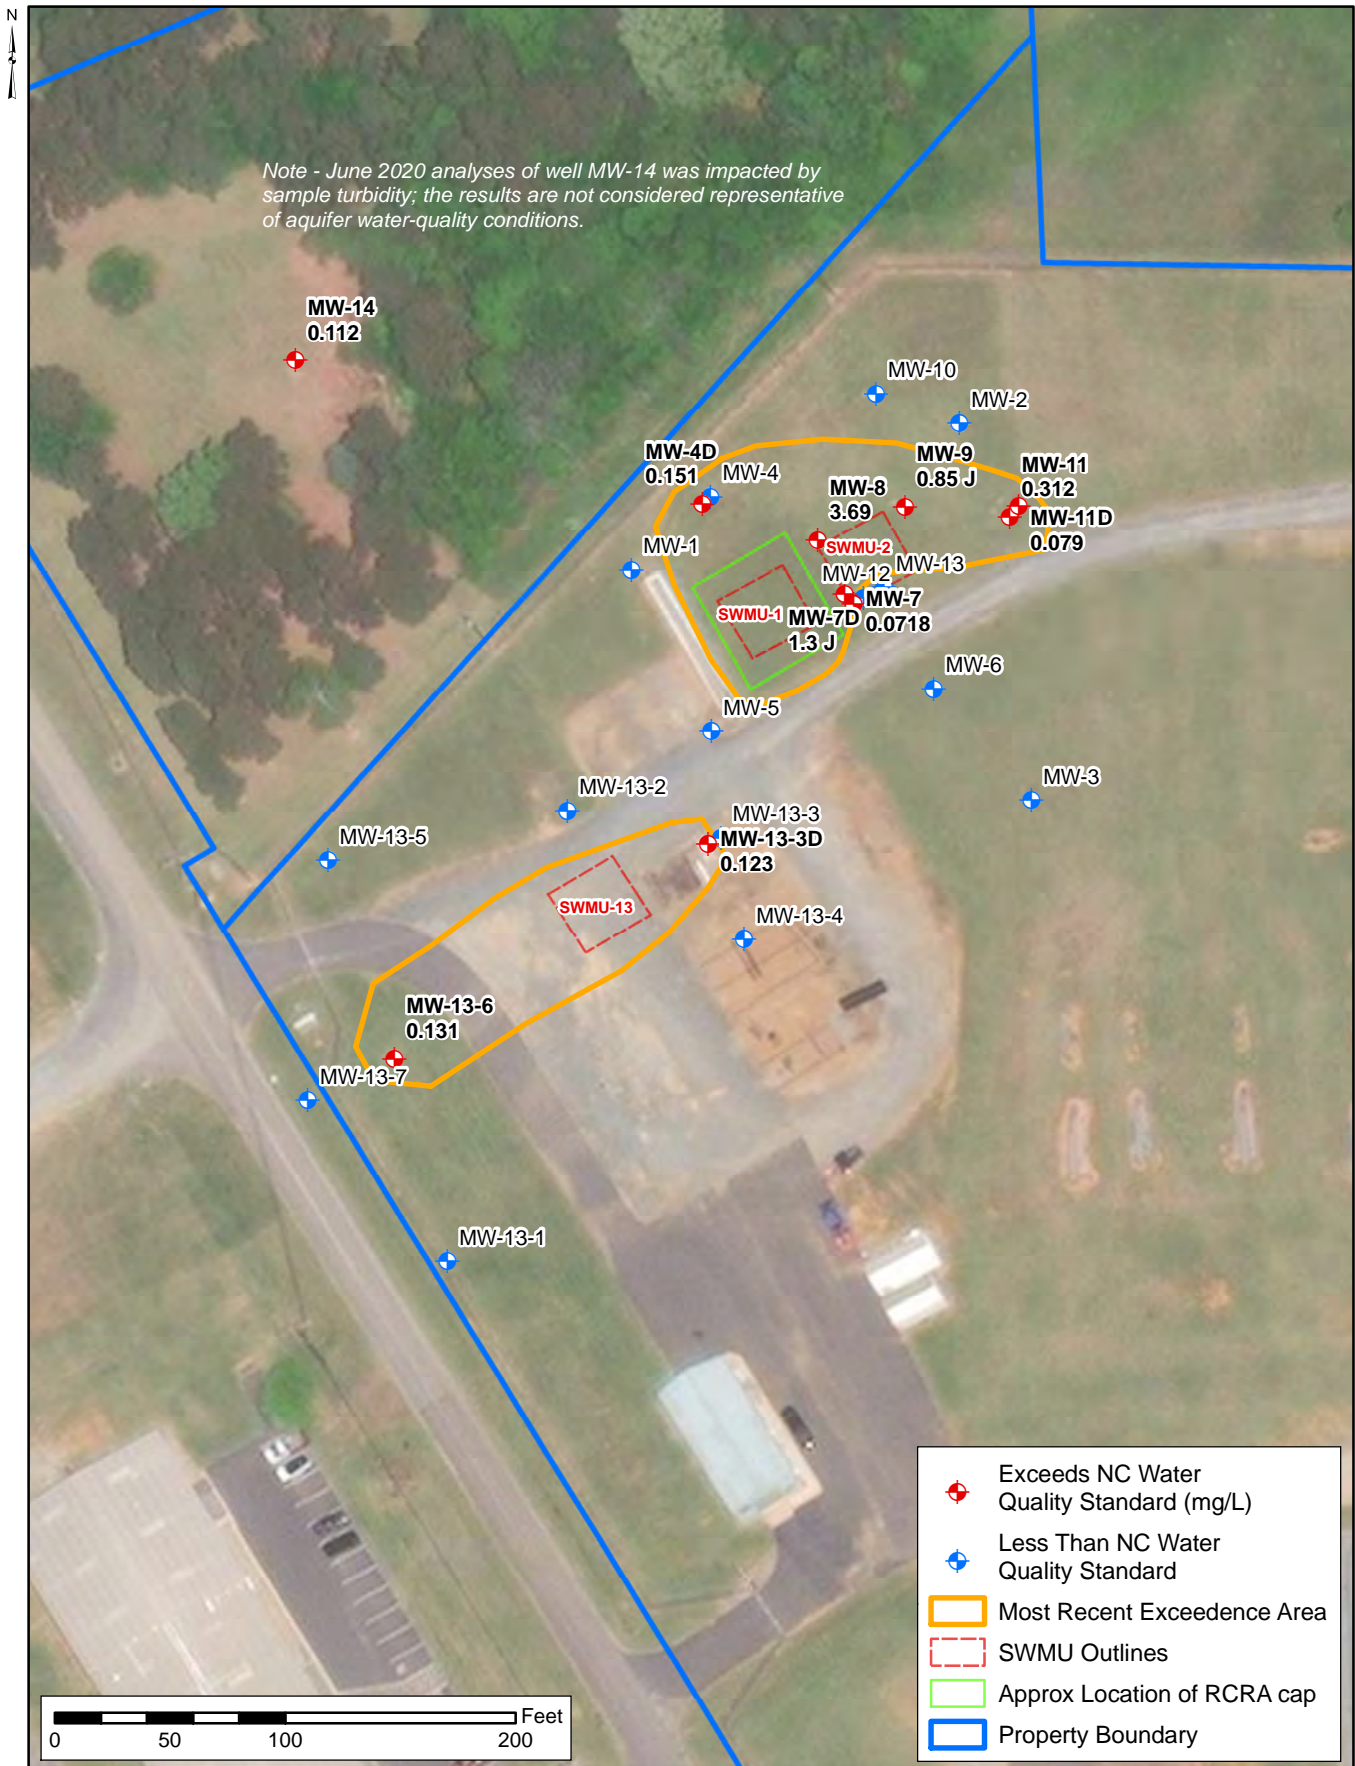 N
Note - June 2020 analyses of well MW-14 was impacted by
sample turbidity; the results are not considered representative
of aquifer water-quality conditions.
MW-14
0.112
MW-10
MW-2
MW-4D
0.151
MW-4
MW-9
0.85 J
MW-11
0.312
MW-8
3.69
MW-11D
0.079
MW-1
SWMU-2
MW-13
MW-12
SWMU-1
MW-7D
1.3 J
MW-7
0.0718
MW-6
MW-5
MW-3
MW-13-2
MW-13-3
MW-13-3D
0.123
MW-13-5
SWMU-13
MW-13-4
MW-13-6
0.131
MW-13-7
MW-13-1
Exceeds NC Water
Quality Standard (mg/L)
Less Than NC Water
Quality Standard
Most Recent Exceedence Area
SWMU Outlines
Approx Location of RCRA cap
Property Boundary
Feet
0 50 100 200